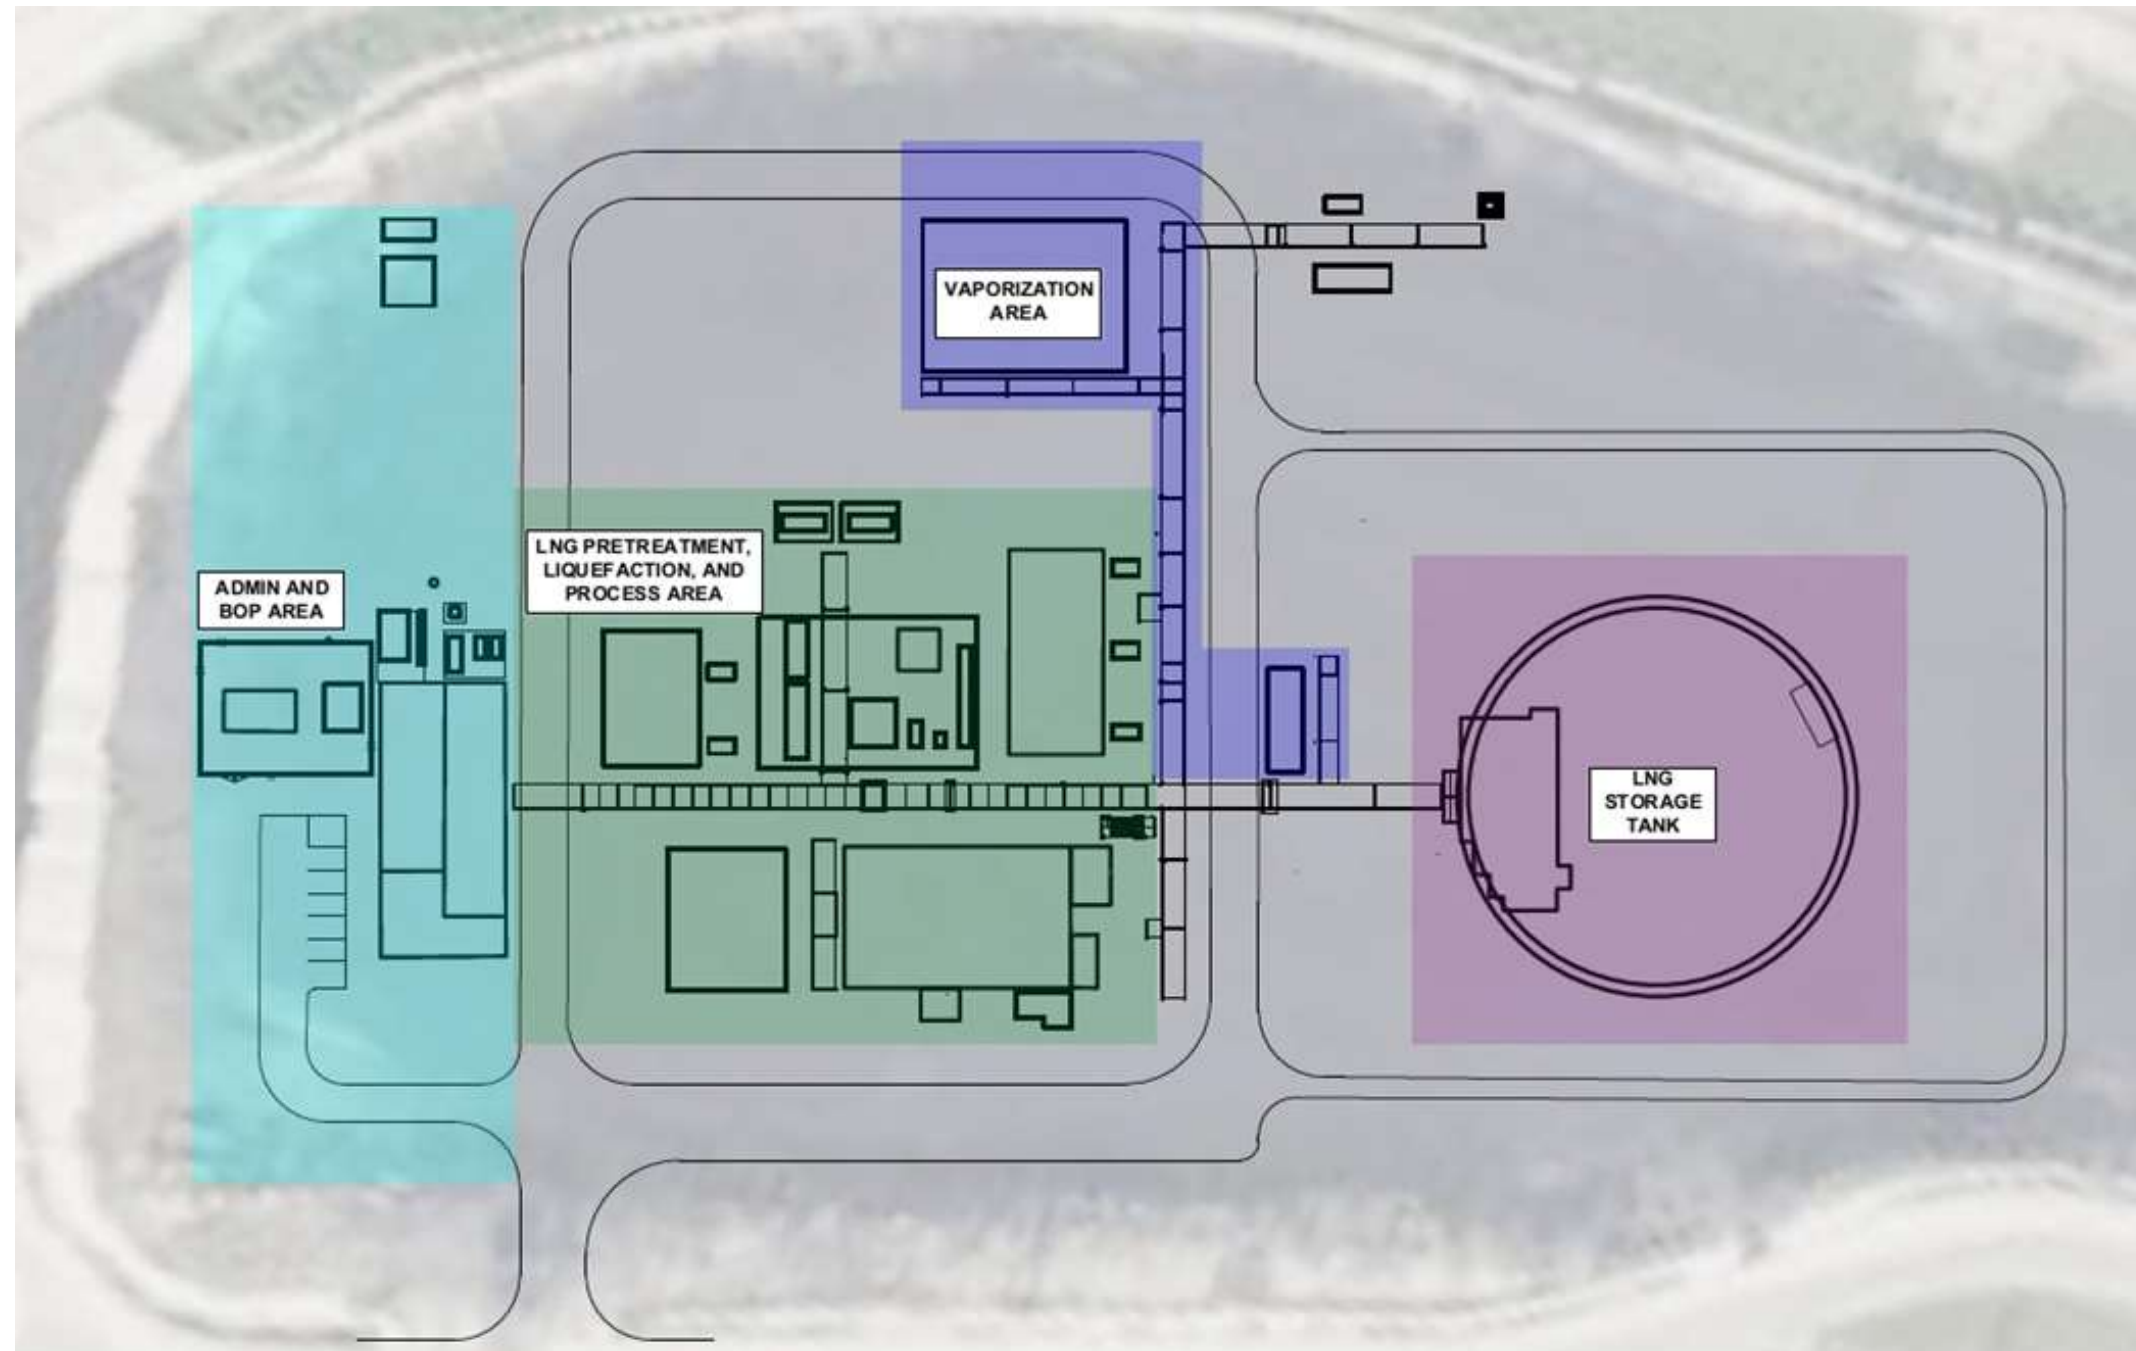 VAPORIZATION
AREA
LNG PRETREATMENT,
LIQUEFACTION, AND
PROCESS AREA
ADMIN AND
BOP AREA
LNG
STORAGE
TANK